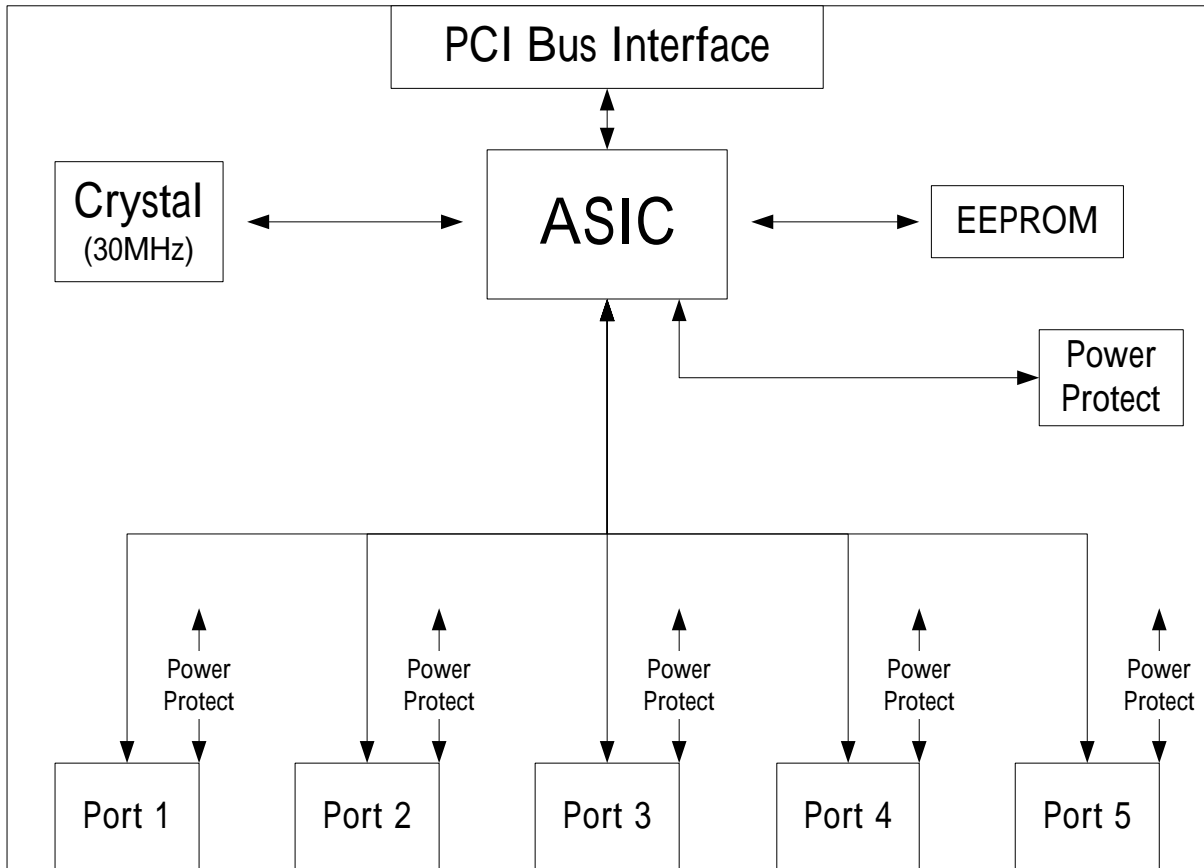 PCI Bus Interface
Crystal
(30MHz)
ASIC
EEPROM
Power
Protect
Power
Protect
Power
Protect
Power
Protect
Power
Protect
Power
Protect
Port 1
Port 2
Port 3
Port 4
Port 5